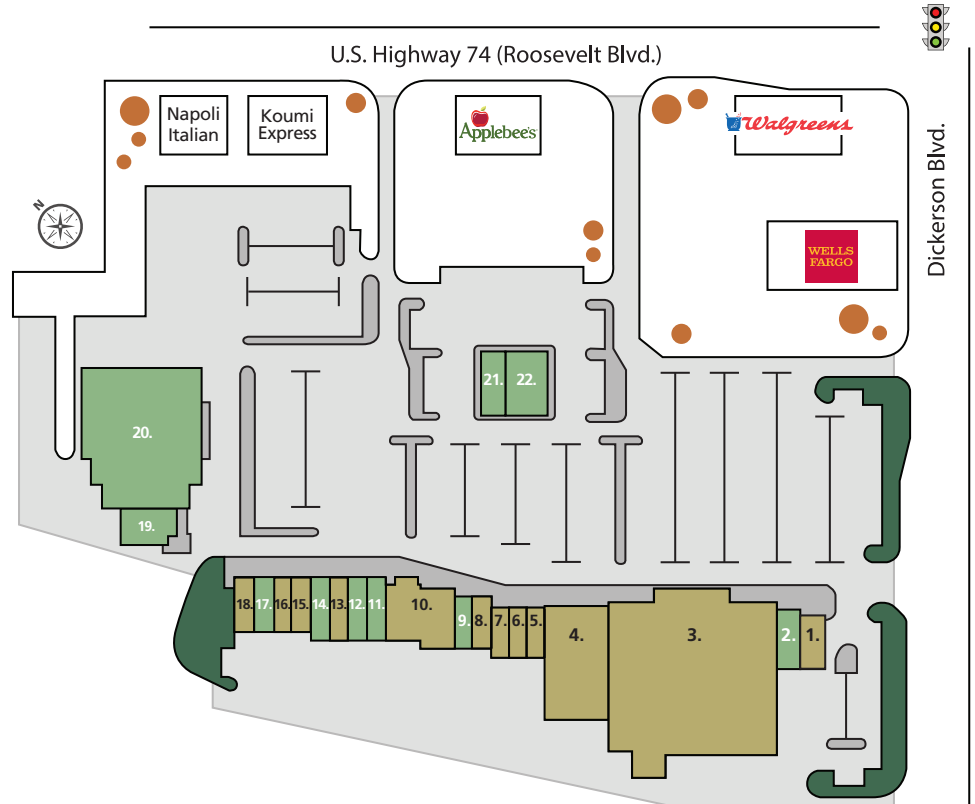 U.S. Highway 74 (Roosevelt Blvd.)
Napoli
Italian
Koumi
Express
Applebee's
Walgreens
WELLS
FARGO
Dickerson Blvd.
N
21.
22.
20.
19.
18.
17.
16.
15.
14.
13.
12.
11.
10.
9.
8.
7.
6.
5.
4.
3.
2.
1.